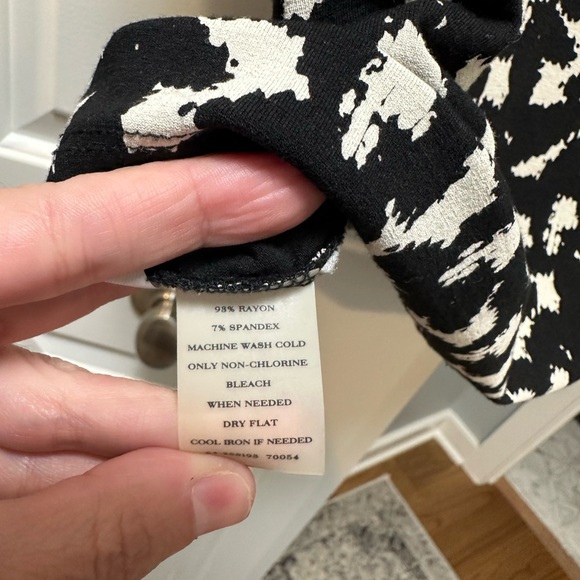 93% RAYON
7% SPANDEX
MACHINE WASH COLD
ONLY NON-CHLORINE
BLEACH
WHEN NEEDED
DRY FLAT
COOL IRON IF NEEDED
70054